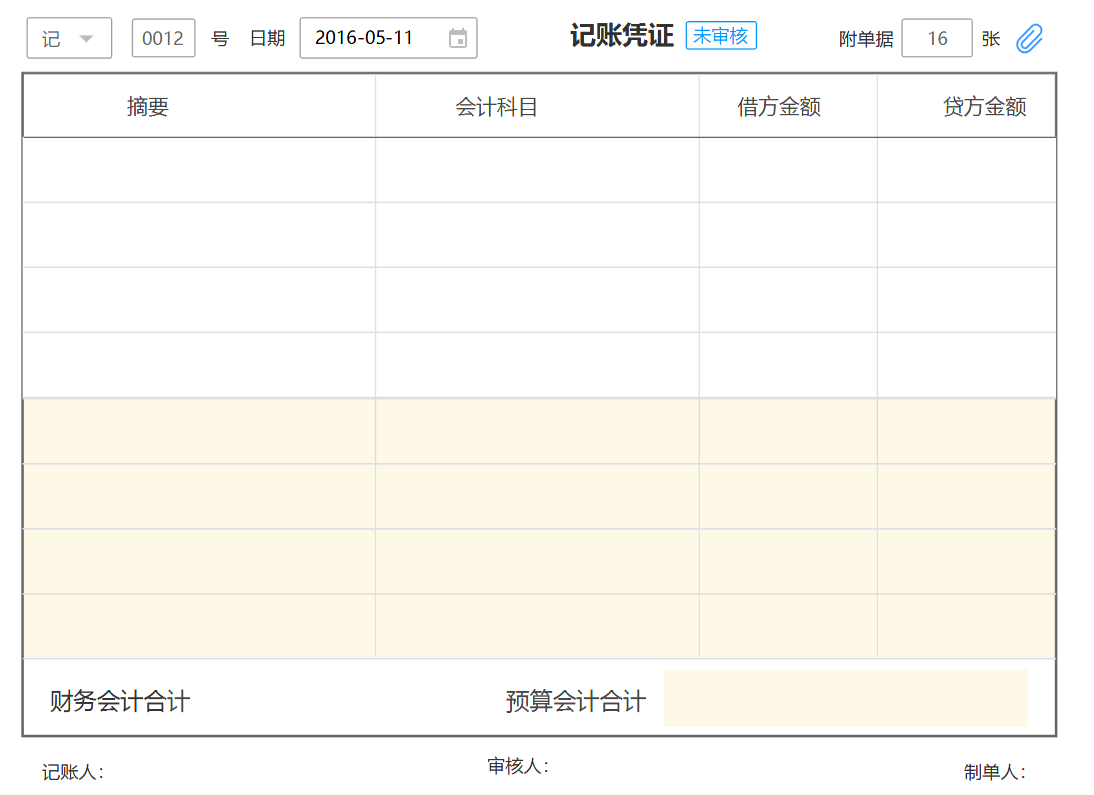 记 0012 号 日期 2016-05-11 记账凭证 未审核 附单据 16 张
摘要 会计科目 借方金额 贷方金额
财务会计合计 预算会计合计
记账人： 审核人： 制单人：